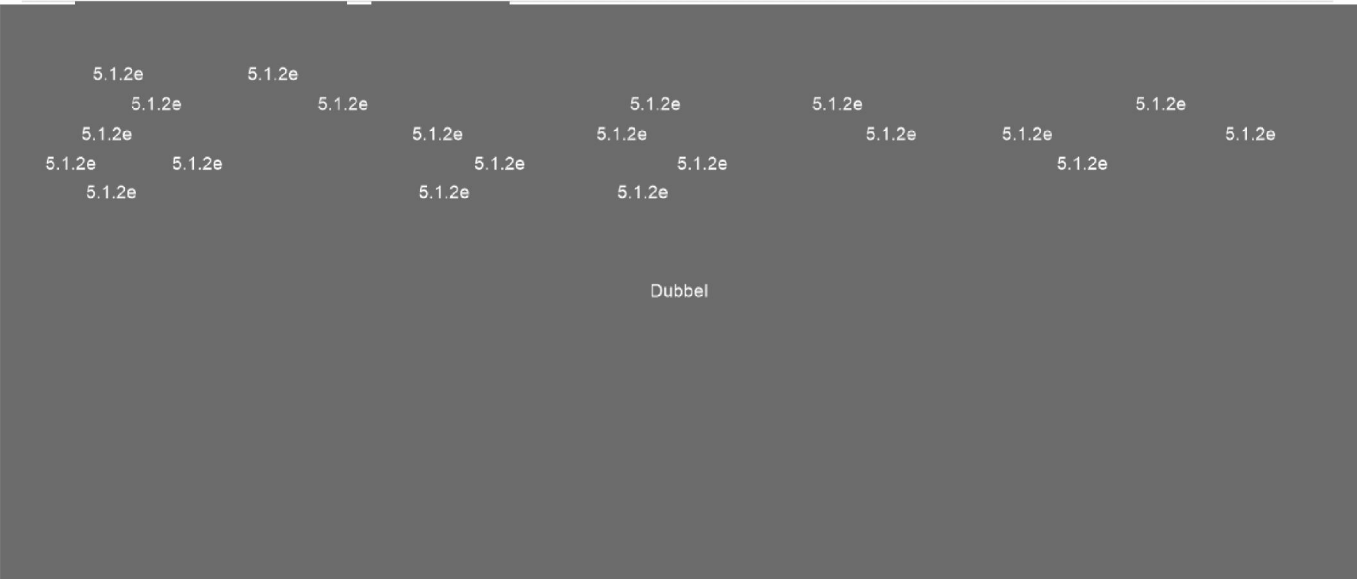 5.1.2e 5.1.2e
5.1.2e 5.1.2e 5.1.2e 5.1.2e 5.1.2e
5.1.2e 5.1.2e 5.1.2e 5.1.2e 5.1.2e 5.1.2e
5.1.2e 5.1.2e 5.1.2e 5.1.2e 5.1.2e
5.1.2e 5.1.2e 5.1.2e
Dubbel